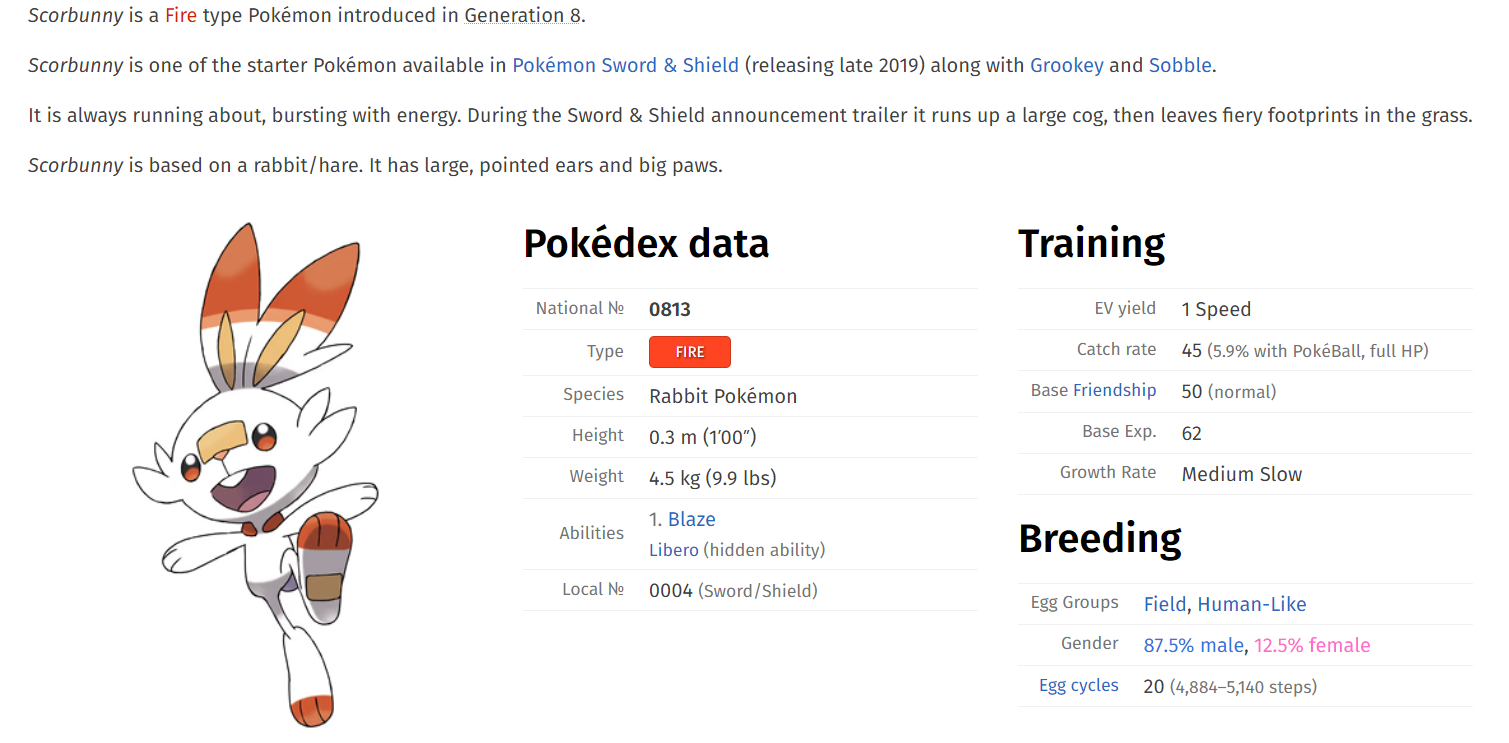 Scorbunny is a Fire type Pokémon introduced in Generation 8.
Scorbunny is one of the starter Pokémon available in Pokémon Sword & Shield (releasing late 2019) along with Grookey and Sobble.
It is always running about, bursting with energy. During the Sword & Shield announcement trailer it runs up a large cog, then leaves fiery footprints in the grass.
Scorbunny is based on a rabbit/hare. It has large, pointed ears and big paws.
Pokédex data
National № 0813
Type FIRE
Species Rabbit Pokémon
Height 0.3 m (1′00″)
Weight 4.5 kg (9.9 lbs)
Abilities 1. Blaze
Libero (hidden ability)
Local № 0004 (Sword/Shield)
Training
EV yield 1 Speed
Catch rate 45 (5.9% with PokéBall, full HP)
Base Friendship 50 (normal)
Base Exp. 62
Growth Rate Medium Slow
Breeding
Egg Groups Field, Human-Like
Gender 87.5% male, 12.5% female
Egg cycles 20 (4,884–5,140 steps)